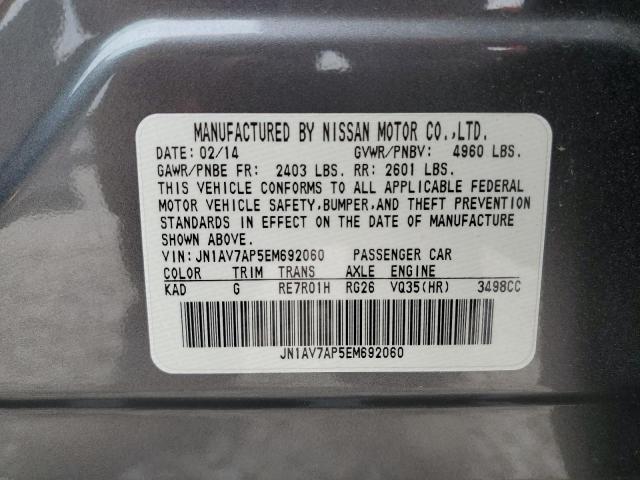 MANUFACTURED BY NISSAN MOTOR CO.,LTD.
DATE: 02/14 GVWR/PNBV: 4960 LBS.
GAWR/PNBE FR: 2403 LBS. RR: 2601 LBS.
THIS VEHICLE CONFORMS TO ALL APPLICABLE FEDERAL
MOTOR VEHICLE SAFETY,BUMPER,AND THEFT PREVENTION
STANDARDS IN EFFECT ON THE DATE OF MANUFACTURE
SHOWN ABOVE.
VIN: JN1AV7AP5EM692060 PASSENGER CAR
COLOR TRIM TRANS AXLE ENGINE
KAD G RE7R01H RG26 VQ35(HR) 3498CC
JN1AV7AP5EM692060